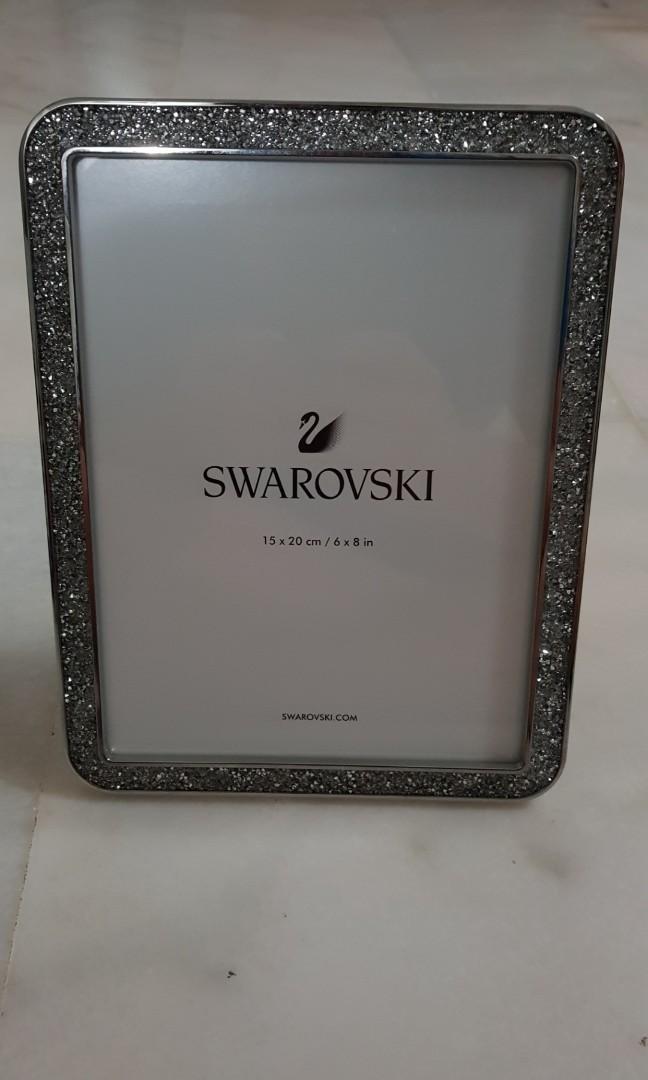 SWAROVSKI
15 x 20 cm / 6 x 8 in
SWAROVSKI.COM